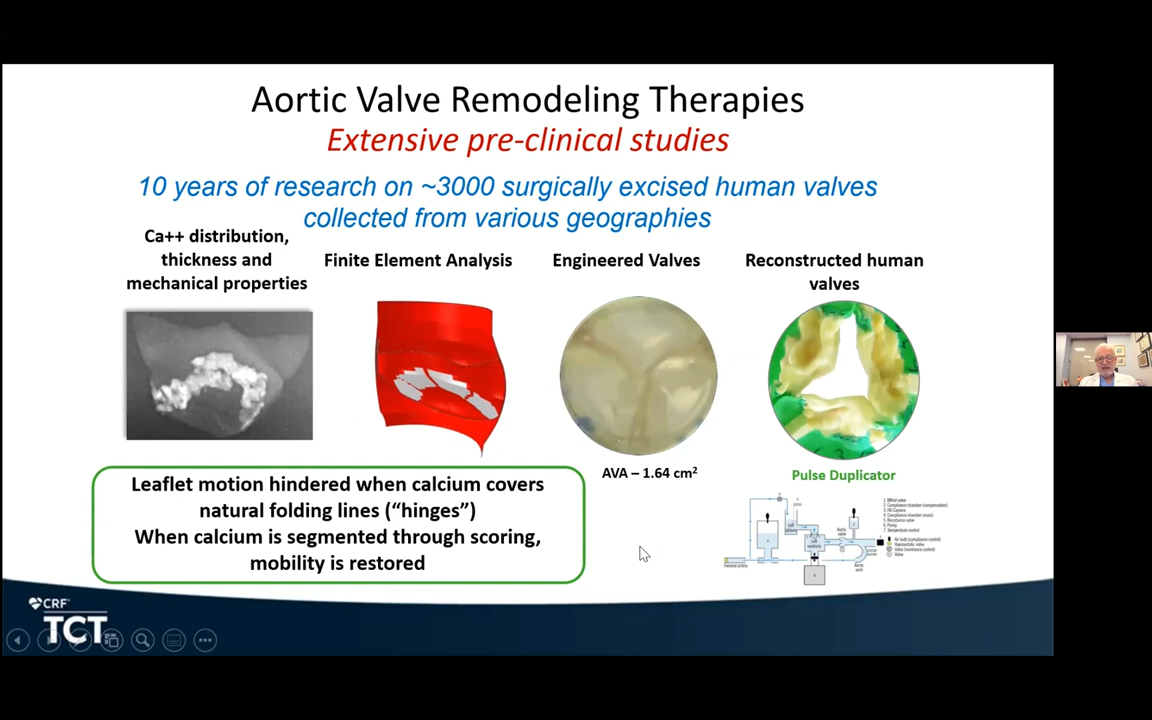 Aortic Valve Remodeling Therapies
Extensive pre-clinical studies
10 years of research on ~3000 surgically excised human valves
collected from various geographies
Ca++ distribution,
thickness and
mechanical properties
Finite Element Analysis
Engineered Valves
Reconstructed human
valves
AVA – 1.64 cm²
Pulse Duplicator
Leaflet motion hindered when calcium covers
natural folding lines (“hinges”)
When calcium is segmented through scoring,
mobility is restored
CRF
TCT